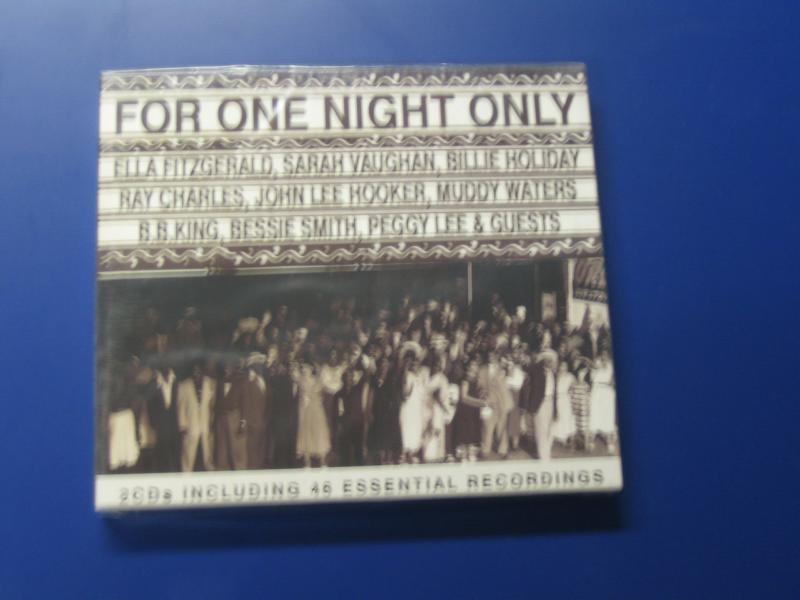 FOR ONE NIGHT ONLY
ELLA FITZGERALD, SARAH VAUGHAN, BILLIE HOLIDAY
RAY CHARLES, JOHN LEE HOOKER, MUDDY WATERS
B.B.KING, BESSIE SMITH, PEGGY LEE & GUESTS
2CDs INCLUDING 46 ESSENTIAL RECORDINGS